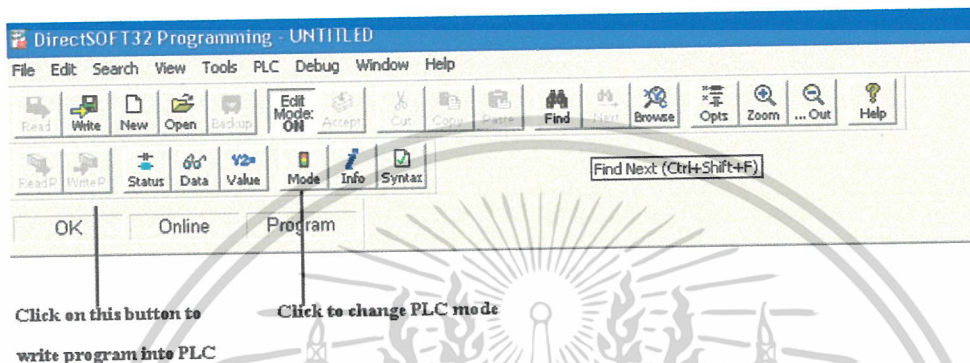 DirectSOFT32 Programming - UNTITLED
File Edit Search View Tools PLC Debug Window Help
Read Write New Open Backup Edit Mode: ON Accept Cut Copy Paste Find Next Browse Opts Zoom ... Out Help
ReadP WriteP Status Data Value Mode Info Syntax
Find Next (Ctrl+Shift+F)
OK Online Program
Click on this button to
write program into PLC
Click to change PLC mode